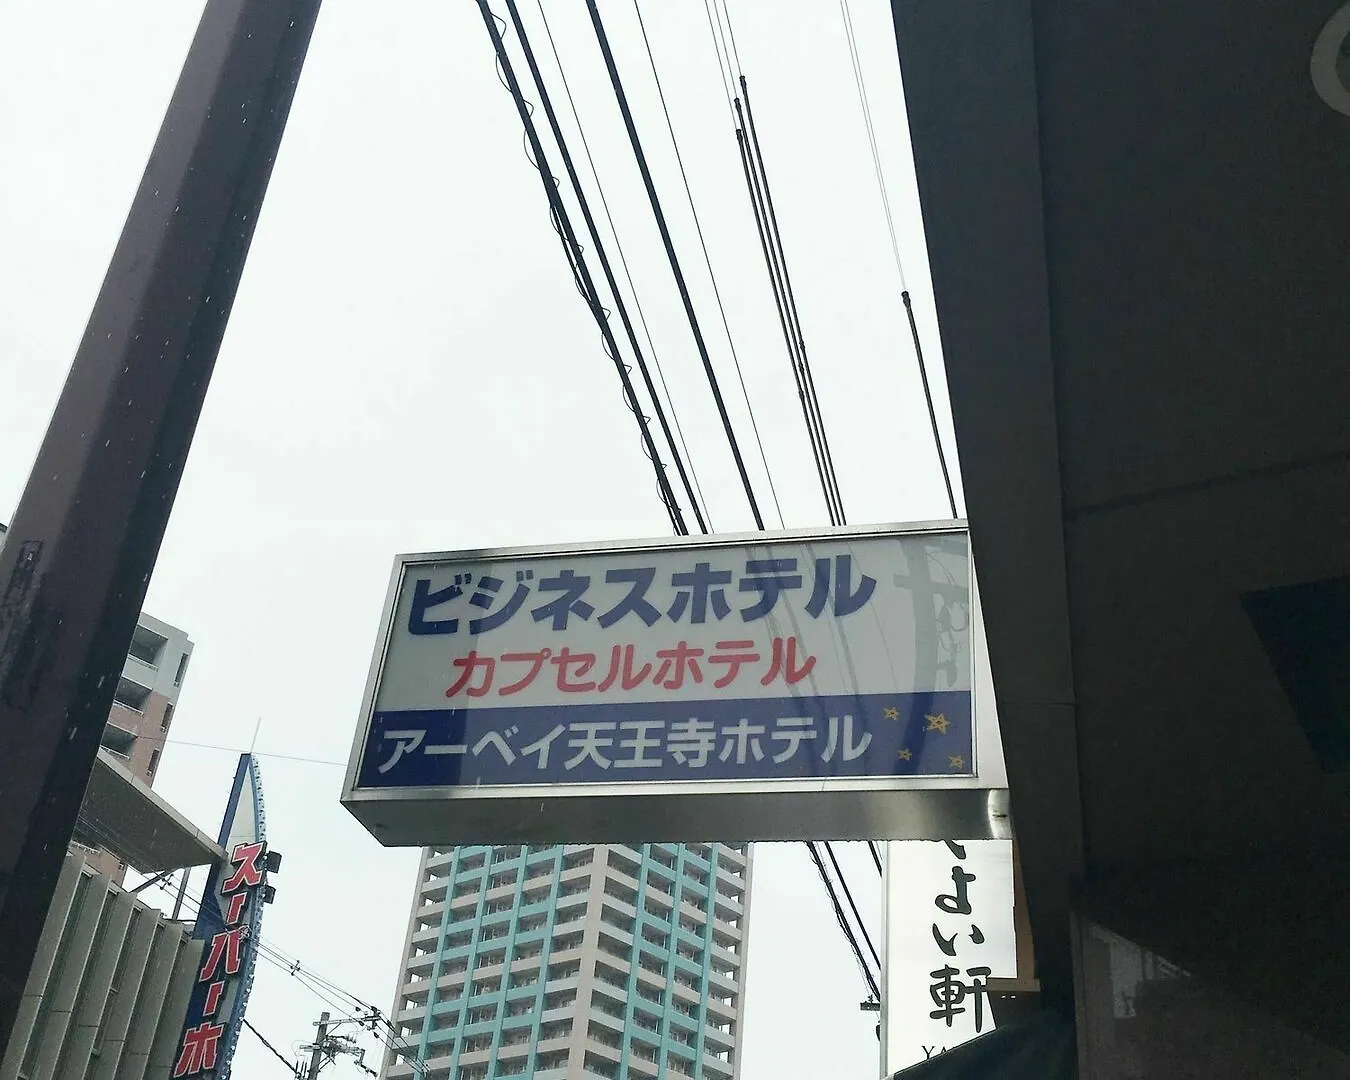 ビジネスホテル
カプセルホテル
アーベイ天王寺ホテル
スーパーホ
よい軒
YA